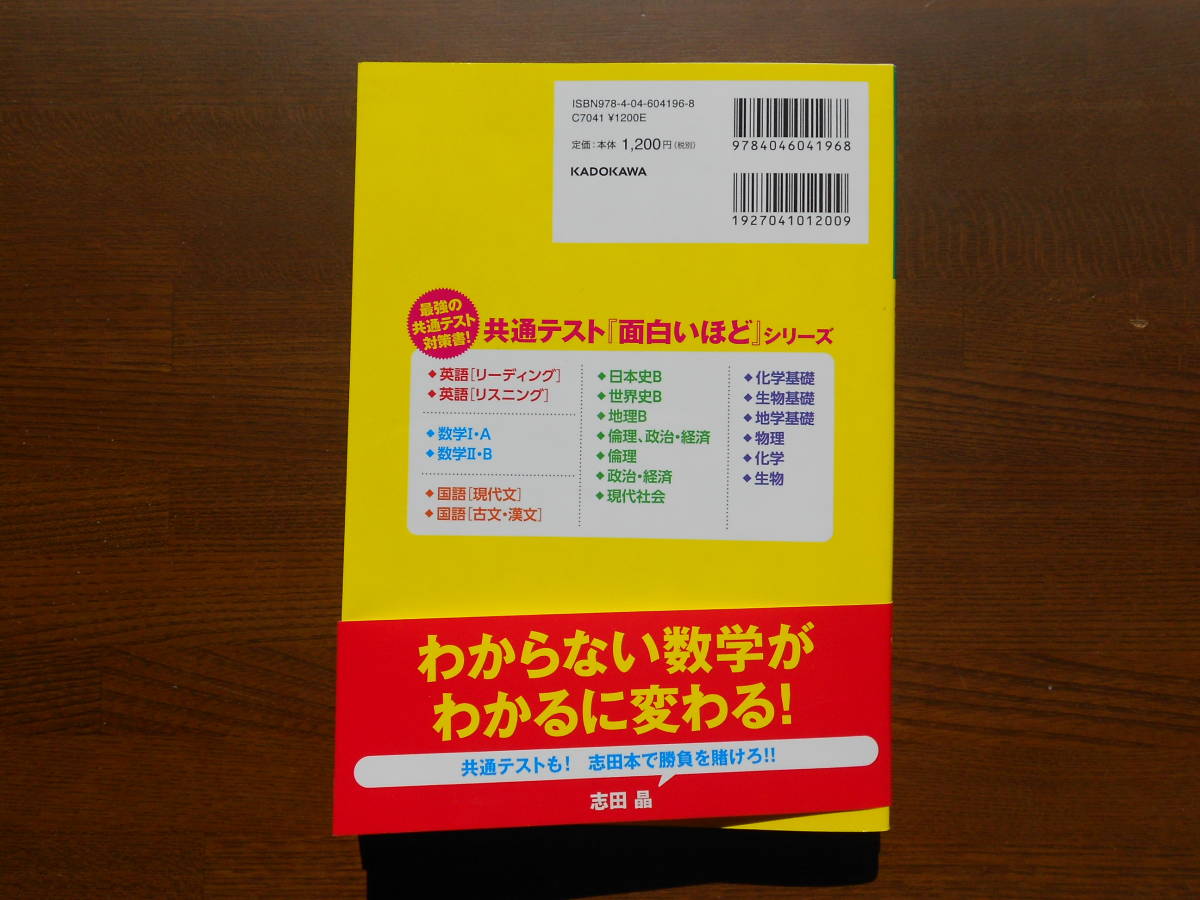 ISBN978-4-04-604196-8
C7041 ¥1200E
定価:本体 1,200円(税別)
KADOKAWA
9784046041968
1927041012009
最強の
共通テスト
対策書!
共通テスト『面白いほど』シリーズ
◆英語[リーディング]
◆英語[リスニング]
◆数学Ⅰ・A
◆数学Ⅱ・B
◆国語[現代文]
◆国語[古文・漢文]
◆日本史B
◆世界史B
◆地理B
◆倫理、政治・経済
◆倫理
◆政治・経済
◆現代社会
◆化学基礎
◆生物基礎
◆地学基礎
◆物理
◆化学
◆生物
わからない数学が
わかるに変わる!
共通テストも! 志田本で勝負を賭けろ!!
志田 晶